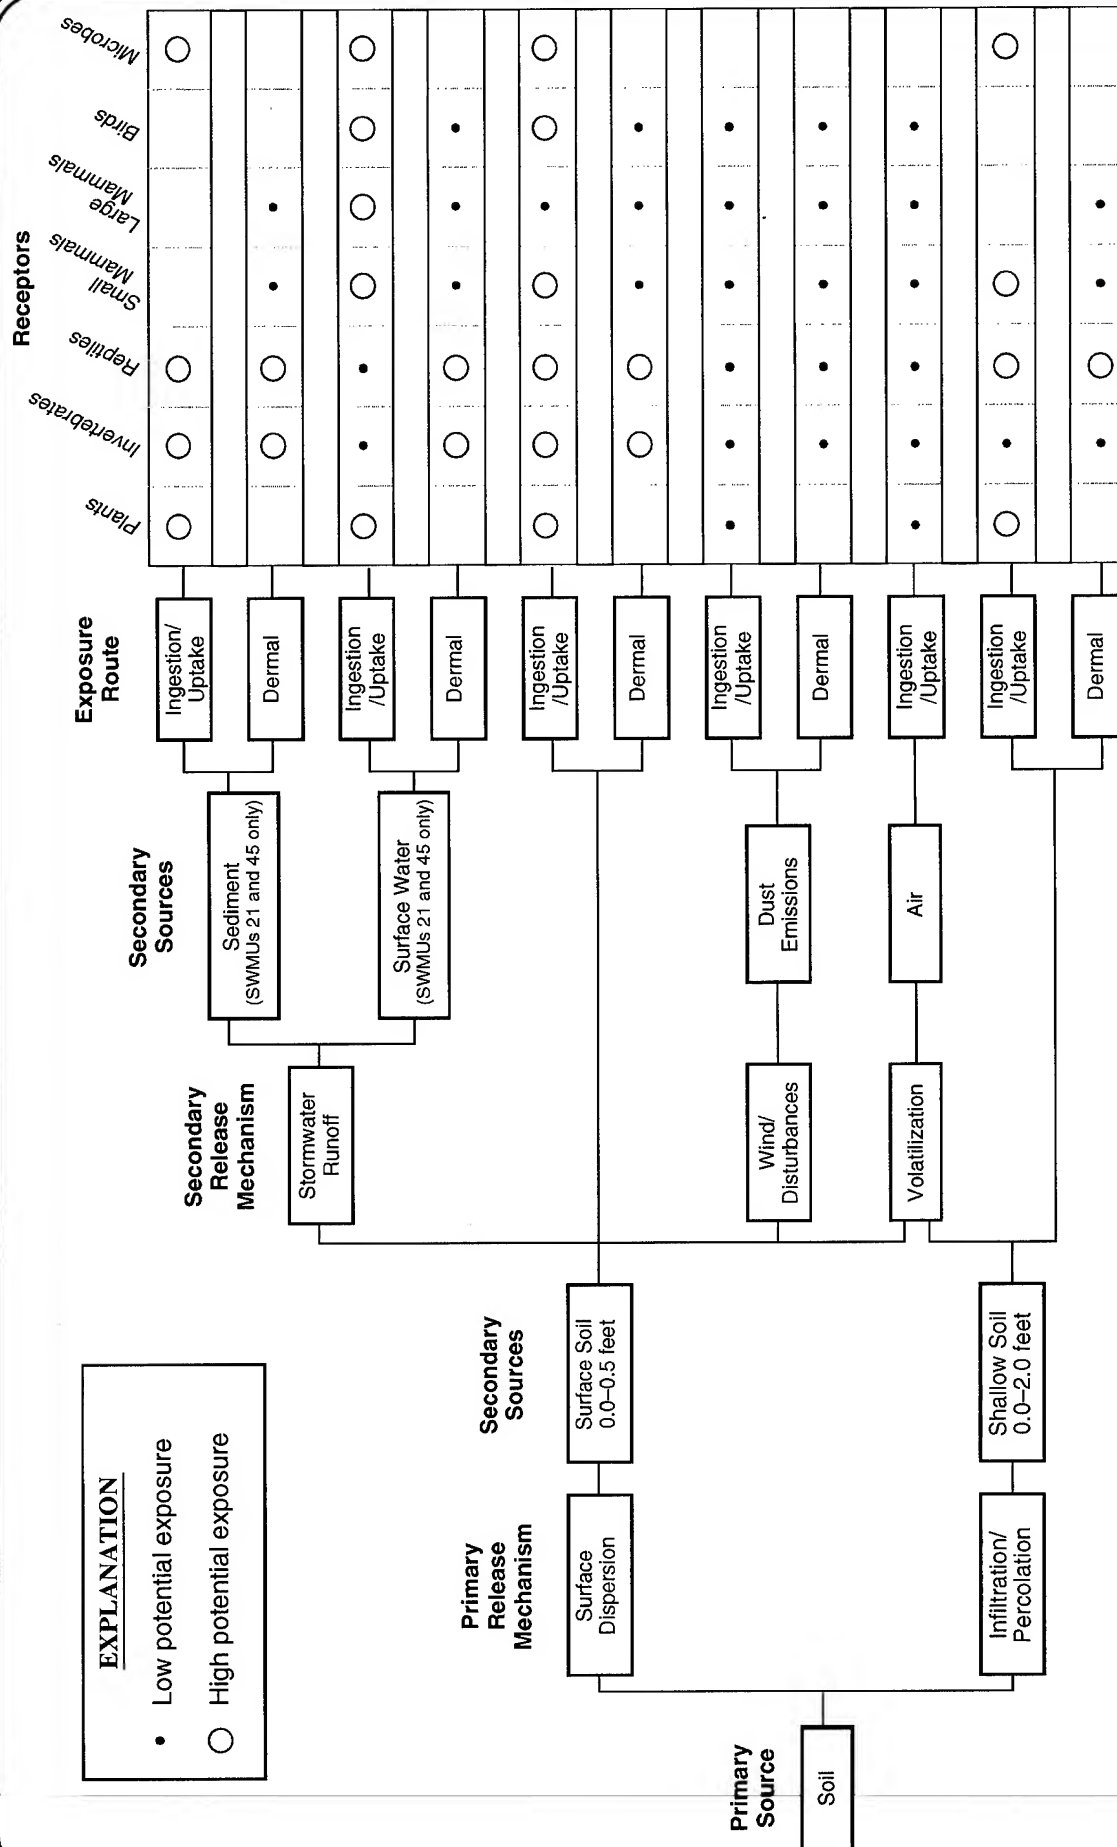 EXPLANATION
• Low potential exposure
○ High potential exposure
Primary
Source
Soil
Primary
Release
Mechanism
Surface
Dispersion
Infiltration/
Percolation
Secondary
Sources
Surface Soil
0.0–0.5 feet
Shallow Soil
0.0–2.0 feet
Secondary
Release
Mechanism
Stormwater
Runoff
Wind/
Disturbances
Volatilization
Secondary
Sources
Sediment
(SWMUs 21 and 45 only)
Surface Water
(SWMUs 21 and 45 only)
Dust
Emissions
Air
Exposure
Route
Ingestion/
Uptake
Dermal
Ingestion
/Uptake
Dermal
Ingestion
/Uptake
Dermal
Ingestion
/Uptake
Dermal
Ingestion
/Uptake
Ingestion
/Uptake
Dermal
Receptors
Plants
Invertebrates
Reptiles
Small
Mammals
Large
Mammals
Birds
Microbes